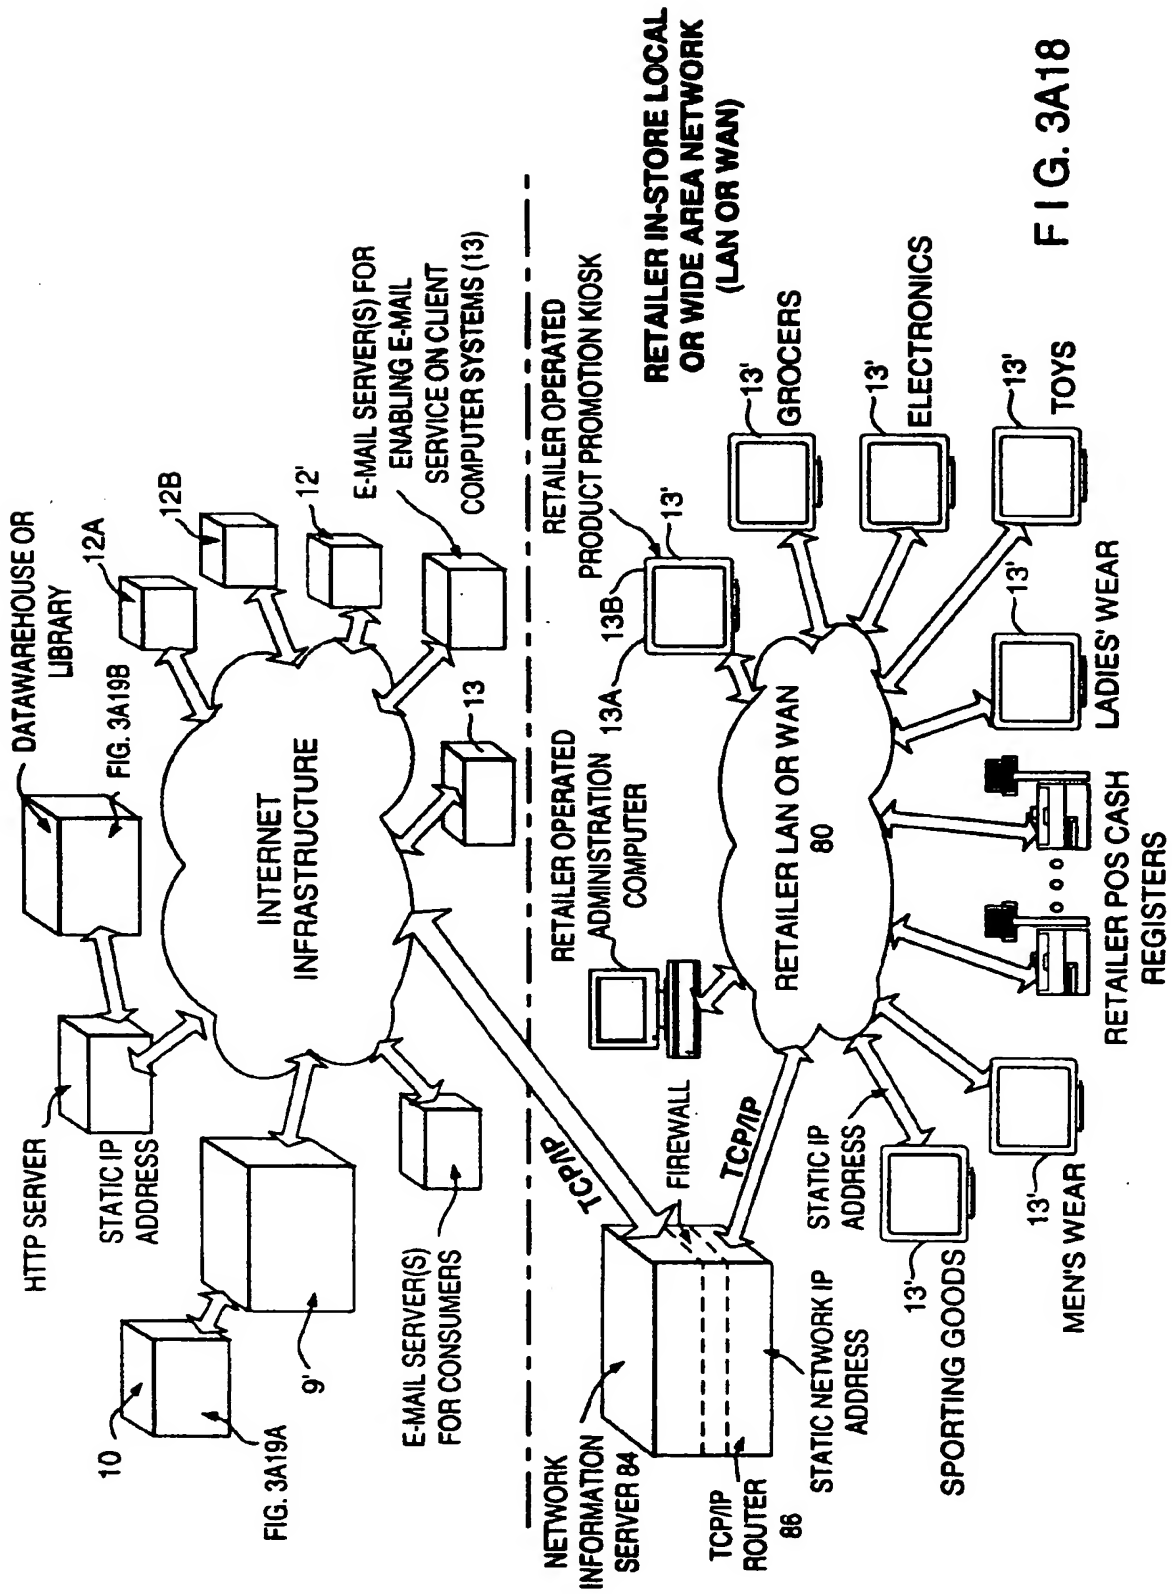 DATAWAREHOUSE OR
LIBRARY
FIG. 3A19B
12A
12B
12'
E-MAIL SERVER(S) FOR
ENABLING E-MAIL
SERVICE ON CLIENT
COMPUTER SYSTEMS (13)
HTTP SERVER
STATIC IP
ADDRESS
10
FIG. 3A19A
9'
E-MAIL SERVER(S)
FOR CONSUMERS
INTERNET
INFRASTRUCTURE
13
TCP/IP
NETWORK
INFORMATION
SERVER 84
TCP/IP
ROUTER
86
FIREWALL
TCP/IP
STATIC NETWORK IP
ADDRESS
STATIC IP
ADDRESS
RETAILER OPERATED
ADMINISTRATION
COMPUTER
RETAILER OPERATED
PRODUCT PROMOTION KIOSK
13A
13B
13'
RETAILER IN-STORE LOCAL
OR WIDE AREA NETWORK
(LAN OR WAN)
RETAILER LAN OR WAN
80
13'
GROCERS
13'
ELECTRONICS
13'
TOYS
13'
LADIES' WEAR
RETAILER POS CASH
REGISTERS
13'
MEN'S WEAR
13'
SPORTING GOODS
FIG. 3A18